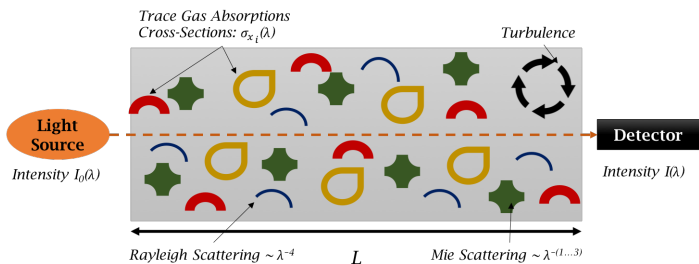 Trace Gas Absorptions
Cross-Sections: σxᵢ(λ)
Turbulence
Light
Source
Detector
Intensity I₀(λ)
Intensity I(λ)
Rayleigh Scattering ~ λ⁻⁴
L
Mie Scattering ~ λ⁻⁽¹…³⁾